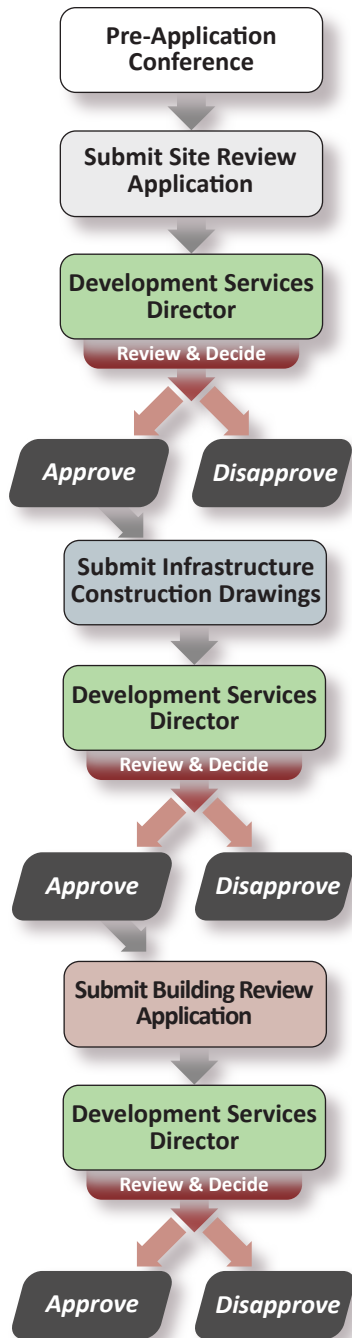 Pre-Application
Conference
Submit Site Review
Application
Development Services
Director
Review & Decide
Approve
Disapprove
Submit Infrastructure
Construction Drawings
Development Services
Director
Review & Decide
Approve
Disapprove
Submit Building Review
Application
Development Services
Director
Review & Decide
Approve
Disapprove